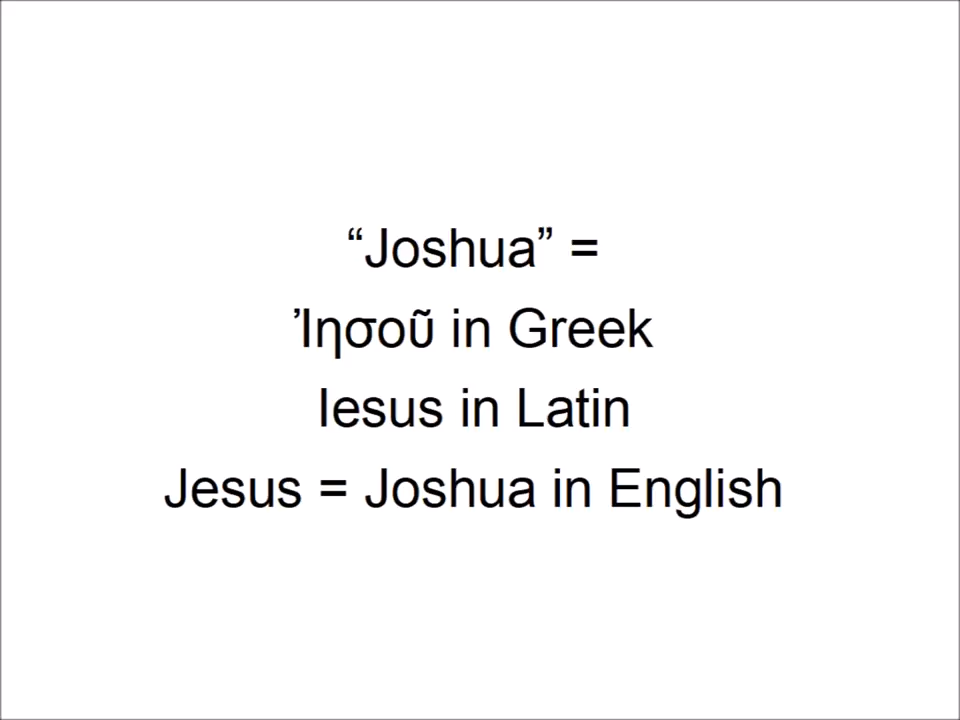 “Joshua” =
Ἰησοῦ in Greek
Iesus in Latin
Jesus = Joshua in English